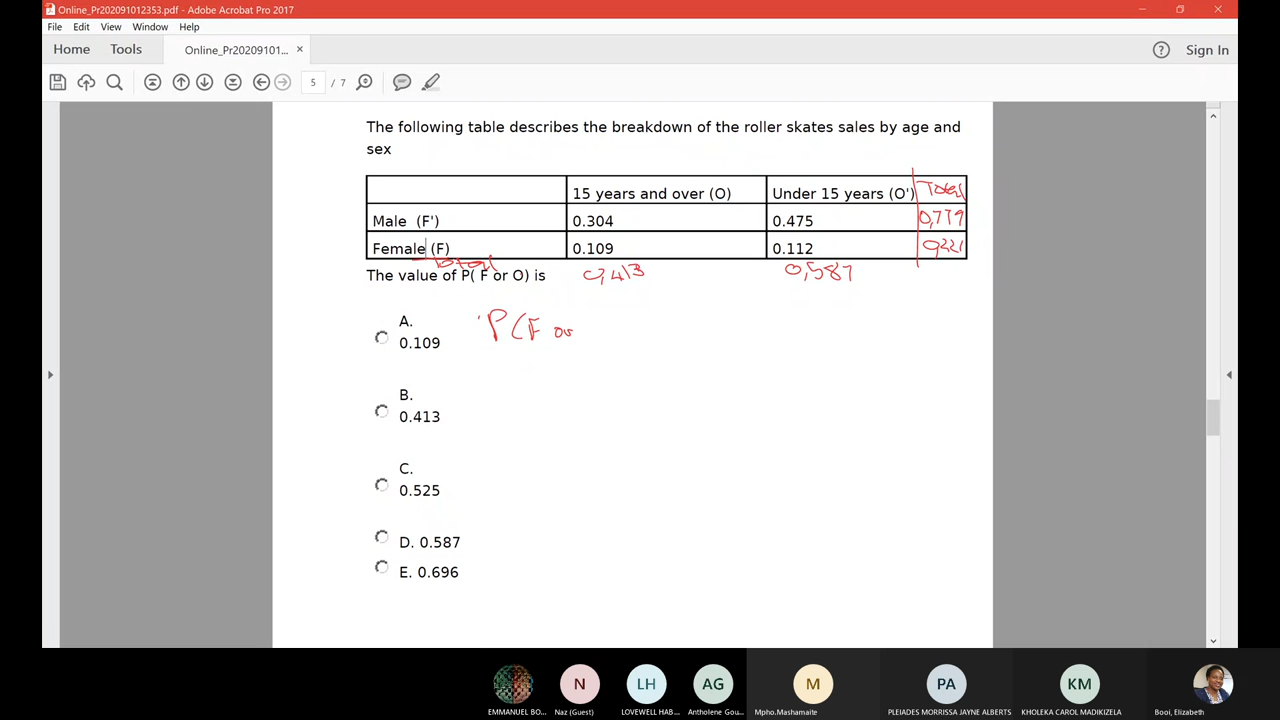 Online_Pr20209101012353.pdf - Adobe Acrobat Pro 2017
File Edit View Window Help
Home Tools Online_Pr20209101... × Sign In
5 / 7
The following table describes the breakdown of the roller skates sales by age and
sex
15 years and over (O) Under 15 years (O') Total
Male (F') 0.304 0.475 0,779
Female (F) 0.109 0.112 0,221
Total 0,413 0,587
The value of P( F or O) is
A.
0.109
P(F or
B.
0.413
C.
0.525
D. 0.587
E. 0.696
N LH AG M PA KM
EMMANUEL BO... Naz (Guest) LOVEWELL HAB... Antholene Gou... Mpho.Mashamaite PLEIADES MORRISSA JAYNE ALBERTS KHOLEKA CAROL MADIKIZELA Booi, Elizabeth